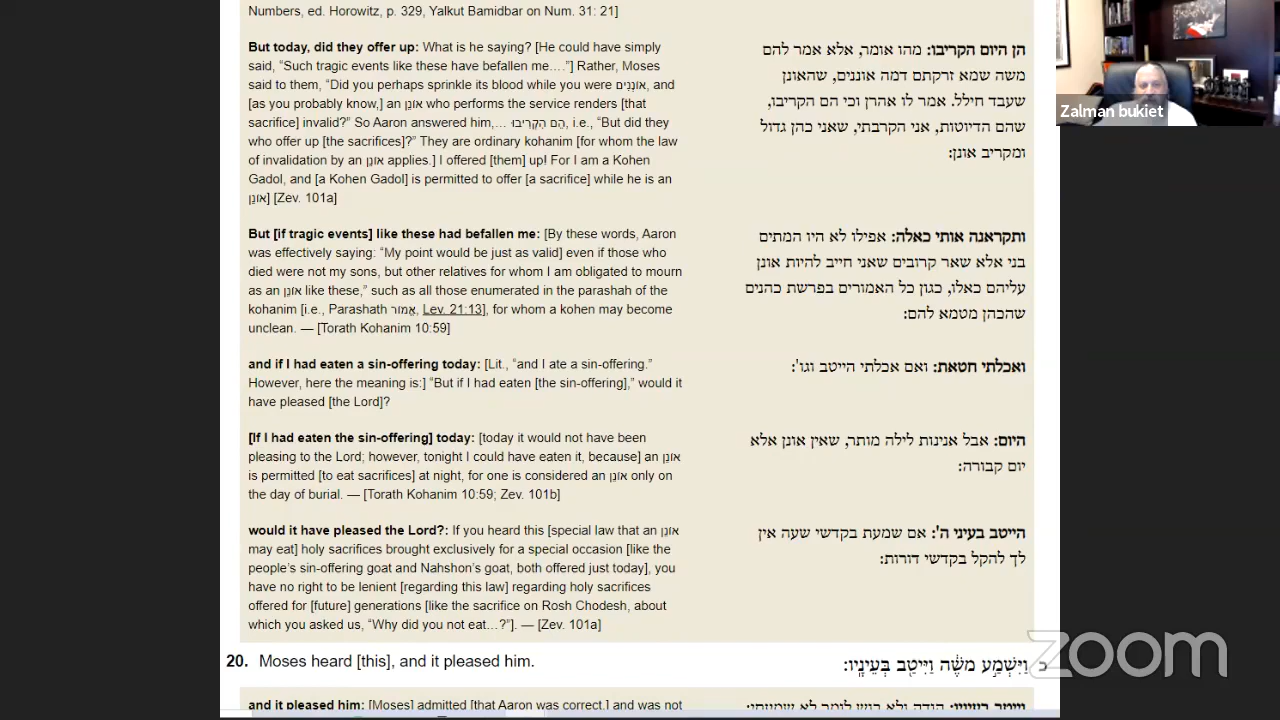 Numbers, ed. Horowitz, p. 329, Yalkut Bamidbar on Num. 31: 21]
But today, did they offer up: What is he saying? [He could have simply
said, “Such tragic events like these have befallen me….”] Rather, Moses
said to them, “Did you perhaps sprinkle its blood while you were אוֹנְנִים, and
[as you probably know,] an אוֹנֵן who performs the service renders [that
sacrifice] invalid?” So Aaron answered him,… הֵם הִקְרִיבוּ, i.e., “But did they
who offer up [the sacrifices]?” They are ordinary kohanim [for whom the law
of invalidation by an אוֹנֵן applies.] I offered [them] up! For I am a Kohen
Gadol, and [a Kohen Gadol] is permitted to offer [a sacrifice] while he is an
אוֹנֵן] [Zev. 101a]
הן היום הקריבו: מהו אומר, אלא אמר להם
משה שמא זרקתם דמה אוננים, שהאונן
שעבד חילל. אמר לו אהרן וכי הם הקריבו,
שהם הדיוטות, אני הקרבתי, שאני כהן גדול
ומקריב אונן:
But [if tragic events] like these had befallen me: [By these words, Aaron
was effectively saying: “My point would be just as valid] even if those who
died were not my sons, but other relatives for whom I am obligated to mourn
as an אוֹנֵן like these,” such as all those enumerated in the parashah of the
kohanim [i.e., Parashath אֱמוֹר, Lev. 21:13], for whom a kohen may become
unclean. — [Torath Kohanim 10:59]
ותקראנה אותי כאלה: אפילו לא היו המתים
בני אלא שאר קרובים שאני חייב להיות אונן
עליהם כאלו, כגון כל האמורים בפרשת כהנים
שהכהן מטמא להם:
and if I had eaten a sin-offering today: [Lit., “and I ate a sin-offering.”
However, here the meaning is:] “But if I had eaten [the sin-offering],” would it
have pleased [the Lord]?
ואכלתי חטאת: ואם אכלתי הייטב וגו':
[If I had eaten the sin-offering] today: [today it would not have been
pleasing to the Lord; however, tonight I could have eaten it, because] an אוֹנֵן
is permitted [to eat sacrifices] at night, for one is considered an אוֹנֵן only on
the day of burial. — [Torath Kohanim 10:59; Zev. 101b]
היום: אבל אנינות לילה מותר, שאין אונן אלא
יום קבורה:
would it have pleased the Lord?: If you heard this [special law that an אוֹנֵן
may eat] holy sacrifices brought exclusively for a special occasion [like the
people’s sin-offering goat and Nahshon’s goat, both offered just today], you
have no right to be lenient [regarding this law] regarding holy sacrifices
offered for [future] generations [like the sacrifice on Rosh Chodesh, about
which you asked us, “Why did you not eat…?”]. — [Zev. 101a]
הייטב בעיני ה': אם שמעת בקדשי שעה אין
לך להקל בקדשי דורות:
20. Moses heard [this], and it pleased him.
כ וַיִּשְׁמַ֣ע מֹשֶׁ֔ה וַיִּיטַ֖ב בְּעֵינָֽיו:
and it pleased him: [Moses] admitted [that Aaron was correct,] and was not
וייטב בעיניו: הודה ולא בוש לומר לא שמעתי:
Zalman bukiet
zoom